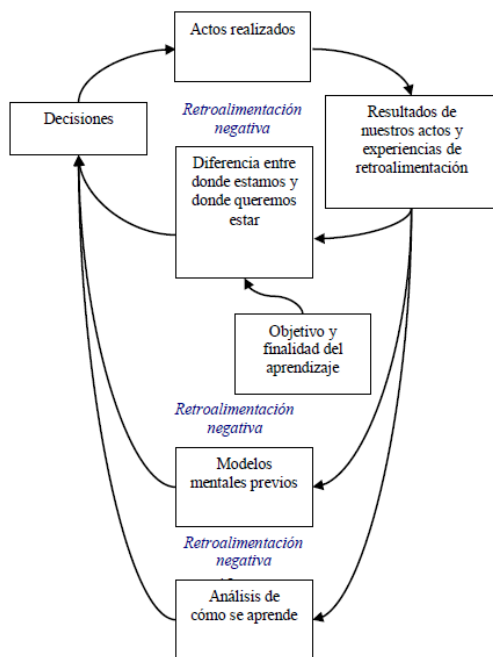 Actos realizados
Decisiones
Retroalimentación
negativa
Resultados de
nuestros actos y
experiencias de
retroalimentación
Diferencia entre
donde estamos y
donde queremos
estar
Objetivo y
finalidad del
aprendizaje
Retroalimentación
negativa
Modelos
mentales previos
Retroalimentación
negativa
Análisis de
cómo se aprende